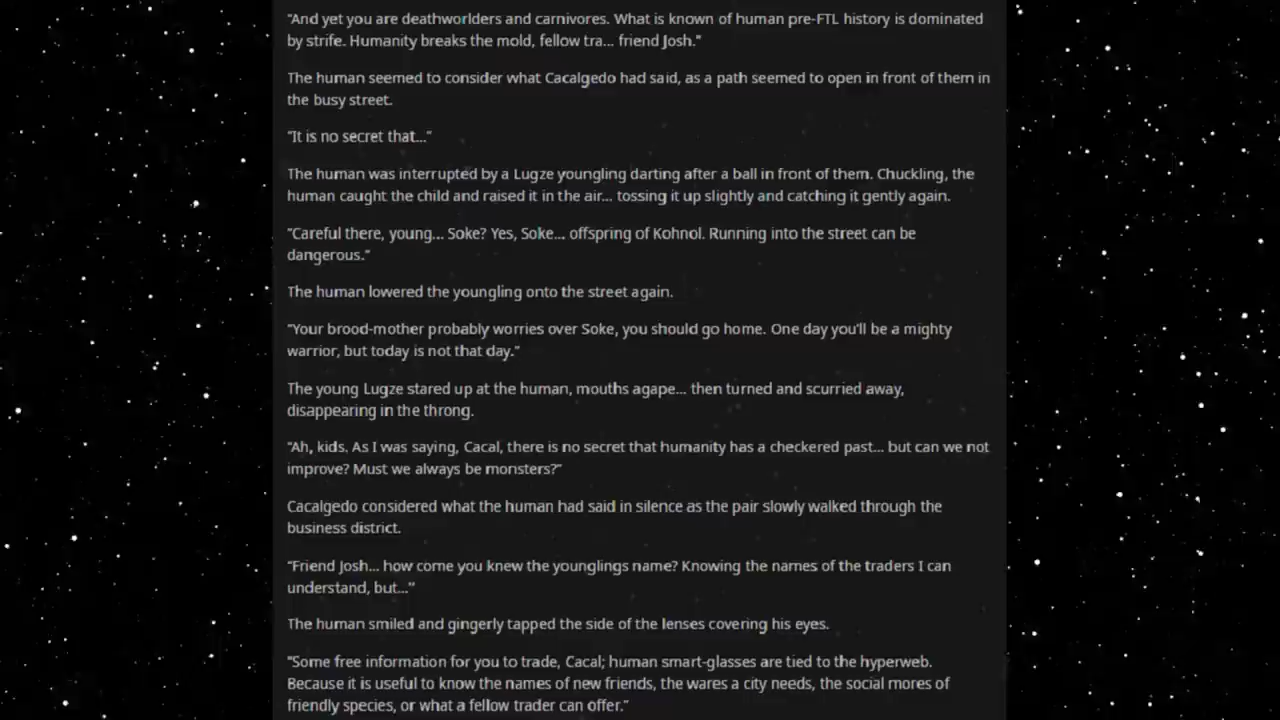 "And yet you are deathworlders and carnivores. What is known of human pre-FTL history is dominated
by strife. Humanity breaks the mold, fellow tra... friend Josh."
The human seemed to consider what Cacalgedo had said, as a path seemed to open in front of them in
the busy street.
"It is no secret that..."
The human was interrupted by a Lugze youngling darting after a ball in front of them. Chuckling, the
human caught the child and raised it in the air... tossing it up slightly and catching it gently again.
"Careful there, young... Soke? Yes, Soke... offspring of Kohnol. Running into the street can be
dangerous."
The human lowered the youngling onto the street again.
"Your brood-mother probably worries over Soke, you should go home. One day you'll be a mighty
warrior, but today is not that day."
The young Lugze stared up at the human, mouths agape... then turned and scurried away,
disappearing in the throng.
"Ah, kids. As I was saying, Cacal, there is no secret that humanity has a checkered past... but can we not
improve? Must we always be monsters?"
Cacalgedo considered what the human had said in silence as the pair slowly walked through the
business district.
"Friend Josh... how come you knew the younglings name? Knowing the names of the traders I can
understand, but..."
The human smiled and gingerly tapped the side of the lenses covering his eyes.
"Some free information for you to trade, Cacal; human smart-glasses are tied to the hyperweb.
Because it is useful to know the names of new friends, the wares a city needs, the social mores of
friendly species, or what a fellow trader can offer."